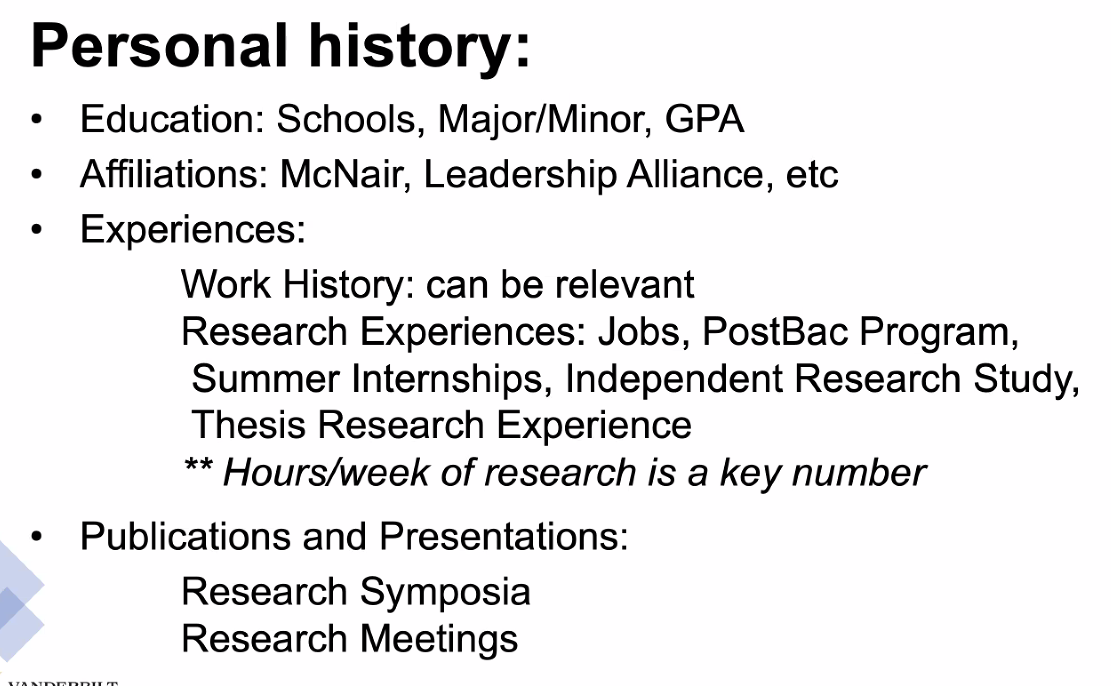 Personal history:
• Education: Schools, Major/Minor, GPA
• Affiliations: McNair, Leadership Alliance, etc
• Experiences:
Work History: can be relevant
Research Experiences: Jobs, PostBac Program,
Summer Internships, Independent Research Study,
Thesis Research Experience
** Hours/week of research is a key number
• Publications and Presentations:
Research Symposia
Research Meetings
VANDERBILT